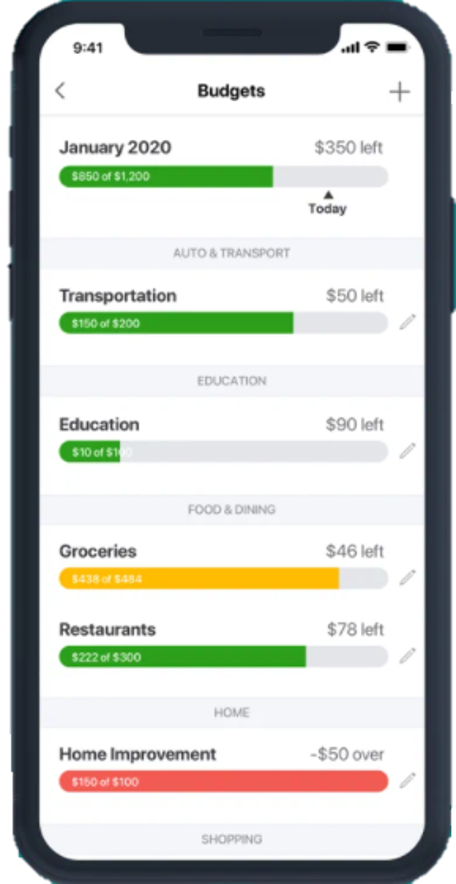 9:41
Budgets
January 2020 $350 left
$850 of $1,200
Today
AUTO & TRANSPORT
Transportation $50 left
$150 of $200
EDUCATION
Education $90 left
$10 of $100
FOOD & DINING
Groceries $46 left
$438 of $484
Restaurants $78 left
$222 of $300
HOME
Home Improvement -$50 over
$150 of $100
SHOPPING